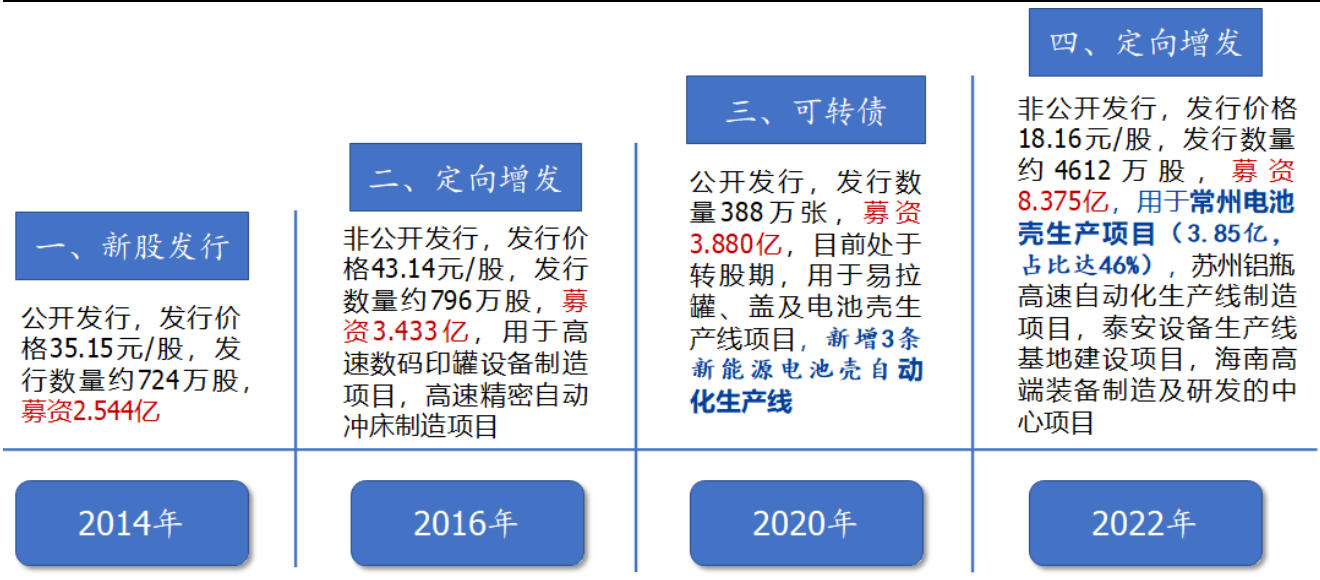 一、新股发行
公开发行，发行价
格35.15元/股，发
行数量约724万股，
募资2.544亿
2014年
二、定向增发
非公开发行，发行价
格43.14元/股，发行
数量约796万股，募
资3.433亿，用于高
速数码印罐设备制造
项目，高速精密自动
冲床制造项目
2016年
三、可转债
公开发行，发行数
量388万张，募资
3.880亿，目前处于
转股期，用于易拉
罐、盖及电池壳生
产线项目，新增3条
新能源电池壳自动
化生产线
2020年
四、定向增发
非公开发行，发行价格
18.16元/股，发行数量
约4612万股，募资
8.375亿，用于常州电池
壳生产项目（3.85亿，
占比达46%），苏州铝瓶
高速自动化生产线制造
项目，泰安设备生产线
基地建设项目，海南高
端装备制造及研发的中
心项目
2022年